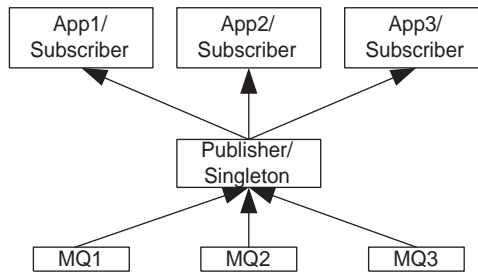 App1/
Subscriber
App2/
Subscriber
App3/
Subscriber
Publisher/
Singleton
MQ1
MQ2
MQ3